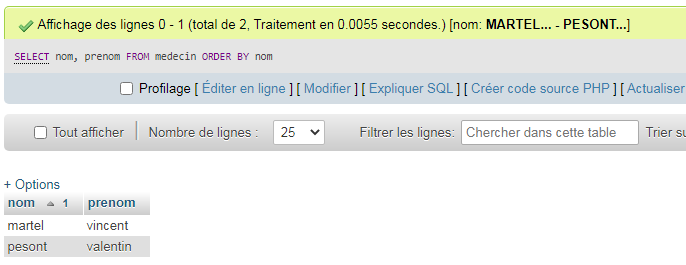 Affichage des lignes 0 - 1 (total de 2, Traitement en 0.0055 secondes.) [nom: MARTEL... - PESONT...]
SELECT nom, prenom FROM medecin ORDER BY nom
Profilage [ Éditer en ligne ] [ Modifier ] [ Expliquer SQL ] [ Créer code source PHP ] [ Actualiser
Tout afficher Nombre de lignes : 25 Filtrer les lignes: Chercher dans cette table Trier su
+ Options
nom 1 prenom
martel vincent
pesont valentin